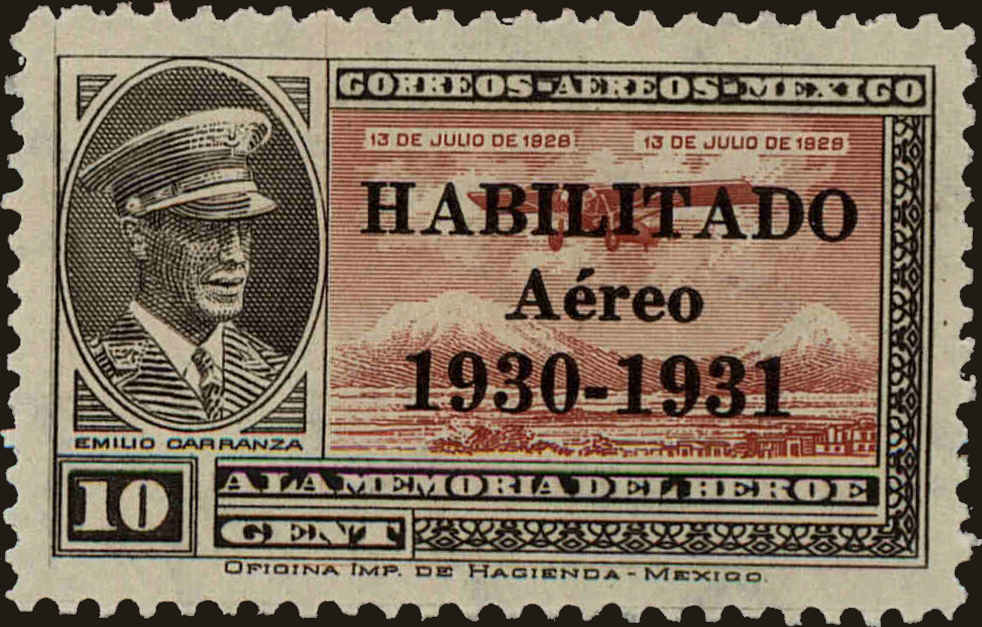 CORREOS-AEREOS-MEXICO
13 DE JULIO DE 1928 13 DE JULIO DE 1929
HABILITADO
Aéreo
1930-1931
EMILIO CARRANZA
10
A LA MEMORIA DEL HEROE
CENT
OFICINA IMP. DE HACIENDA-MEXICO.